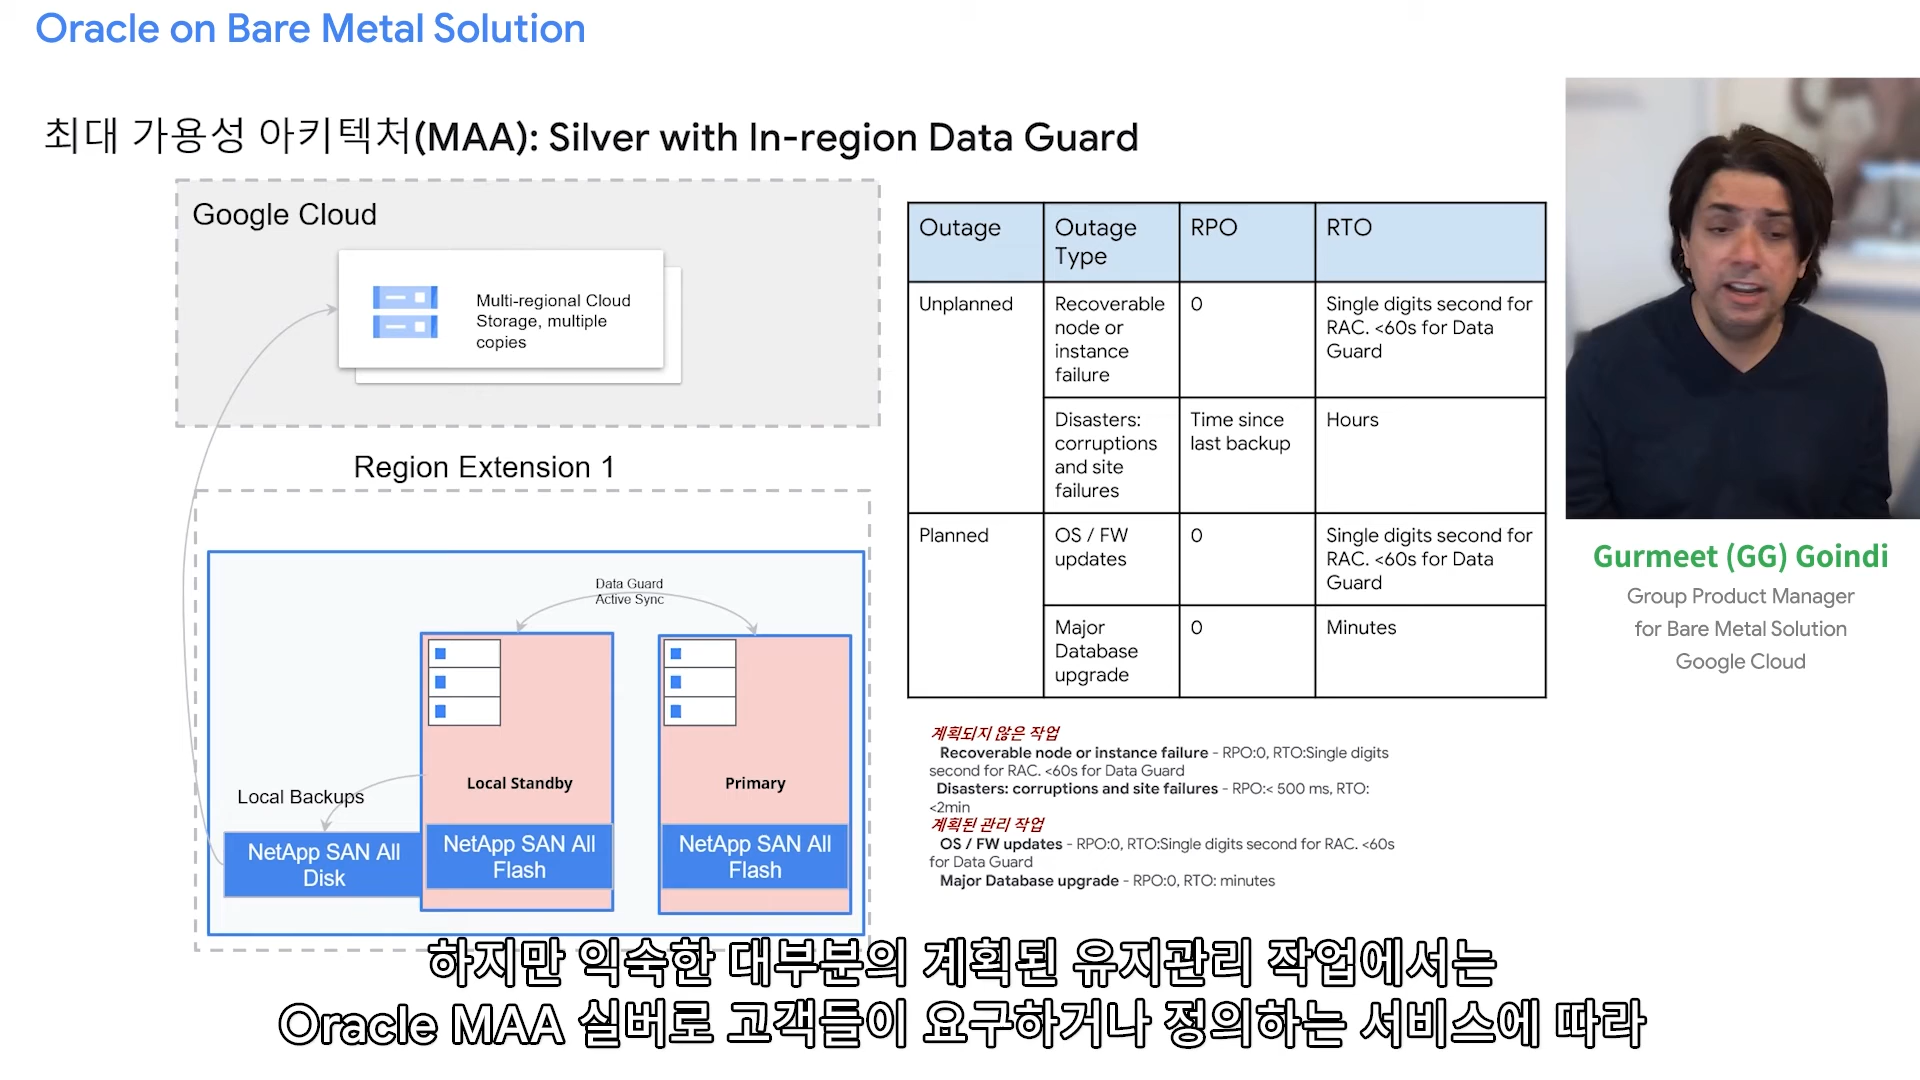 Oracle on Bare Metal Solution
최대 가용성 아키텍처(MAA): Silver with In-region Data Guard
Google Cloud
Multi-regional Cloud
Storage, multiple
copies
Region Extension 1
Data Guard
Active Sync
Local Standby
Primary
Local Backups
NetApp SAN All
Disk
NetApp SAN All
Flash
NetApp SAN All
Flash
Outage
Outage
Type
RPO
RTO
Unplanned
Recoverable
node or
instance
failure
0
Single digits second for
RAC. <60s for Data
Guard
Disasters:
corruptions
and site
failures
Time since
last backup
Hours
Planned
OS / FW
updates
0
Single digits second for
RAC. <60s for Data
Guard
Major
Database
upgrade
0
Minutes
계획되지 않은 작업
Recoverable node or instance failure - RPO:0, RTO:Single digits
second for RAC. <60s for Data Guard
Disasters: corruptions and site failures - RPO:< 500 ms, RTO:
<2min
계획된 관리 작업
OS / FW updates - RPO:0, RTO:Single digits second for RAC. <60s
for Data Guard
Major Database upgrade - RPO:0, RTO: minutes
Gurmeet (GG) Goindi
Group Product Manager
for Bare Metal Solution
Google Cloud
하지만 익숙한 대부분의 계획된 유지관리 작업에서는
Oracle MAA 실버로 고객들이 요구하거나 정의하는 서비스에 따라